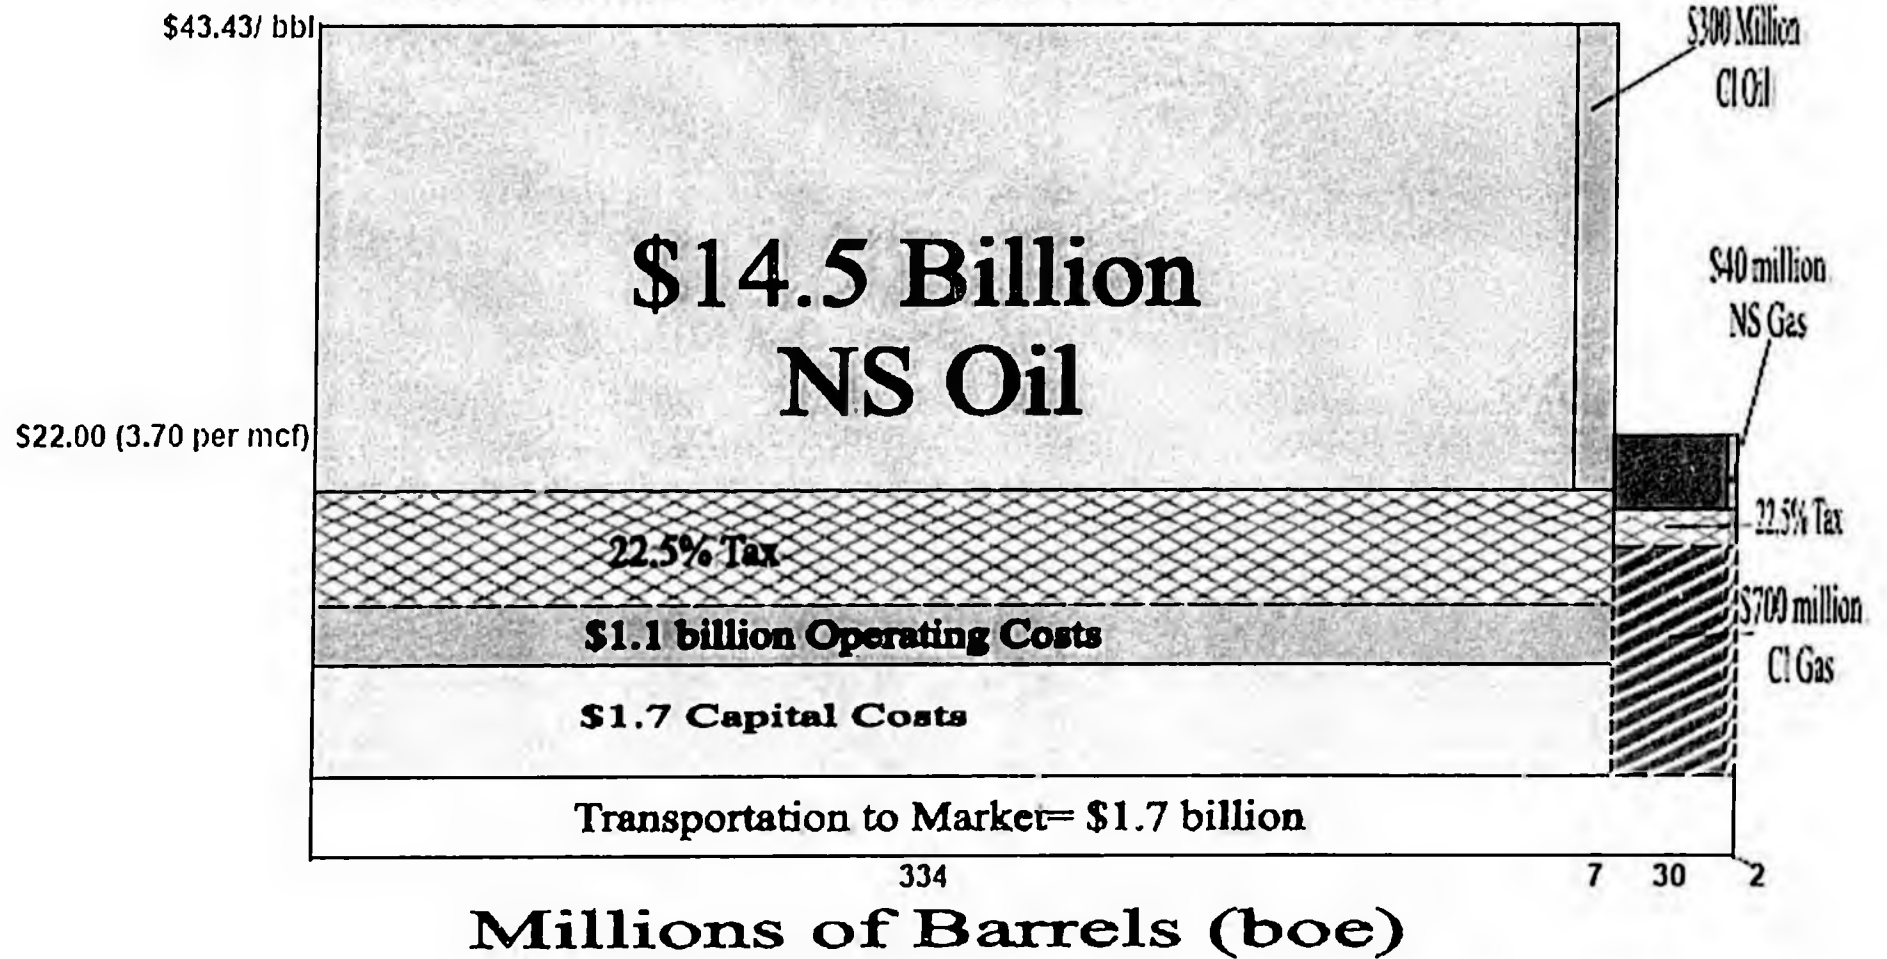 $43.43/ bbl
$300 Million
CI Oil
$14.5 Billion
NS Oil
$40 million
NS Gas
$22.00 (3.70 per mcf)
22.5% Tax
22.5% Tax
$1.1 billion Operating Costs
$700 million
CI Gas
$1.7 Capital Costs
Transportation to Market= $1.7 billion
334 7 30 2
Millions of Barrels (boe)